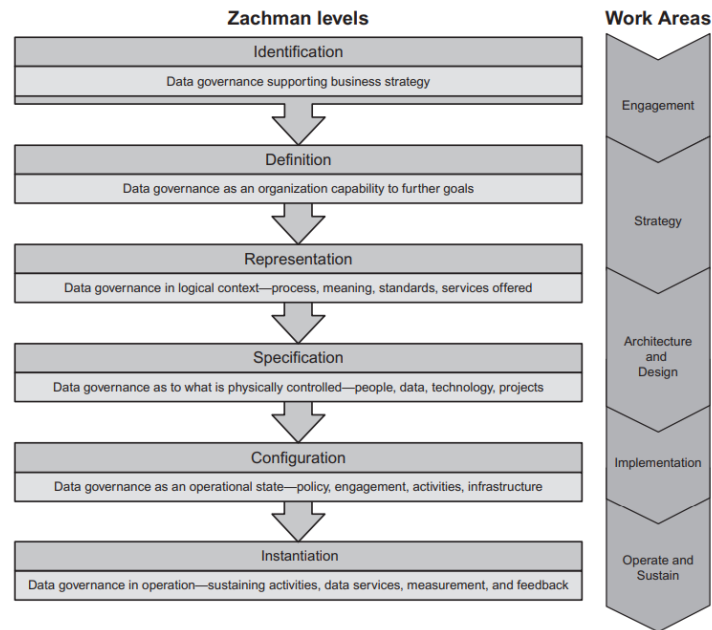 Zachman levels
Identification
Data governance supporting business strategy
Definition
Data governance as an organization capability to further goals
Representation
Data governance in logical context—process, meaning, standards, services offered
Specification
Data governance as to what is physically controlled—people, data, technology, projects
Configuration
Data governance as an operational state—policy, engagement, activities, infrastructure
Instantiation
Data governance in operation—sustaining activities, data services, measurement, and feedback
Work Areas
Engagement
Strategy
Architecture
and
Design
Implementation
Operate and
Sustain